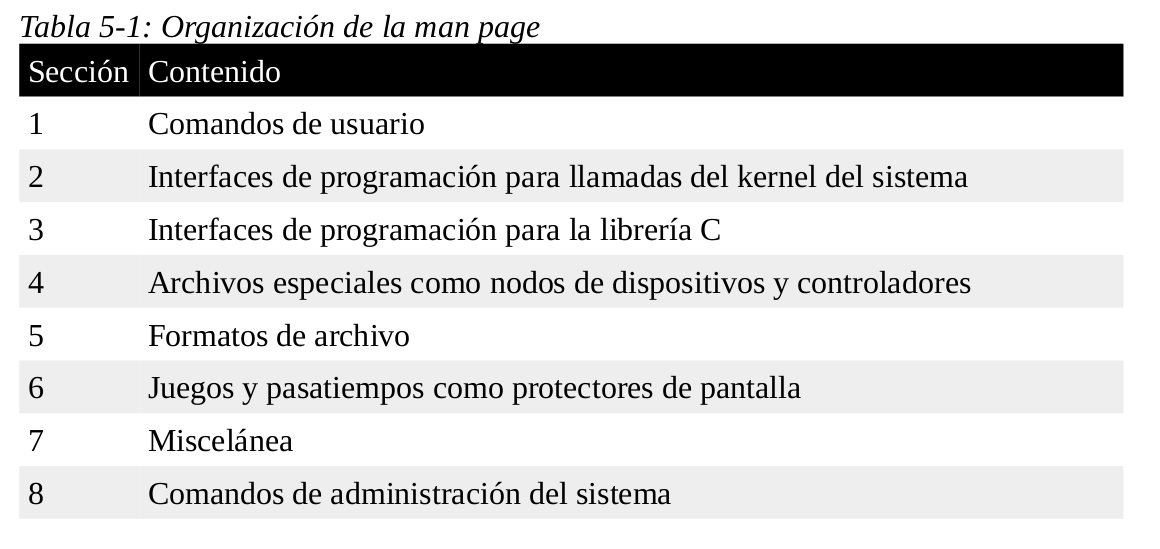 Tabla 5-1: Organización de la man page
Sección Contenido
1 Comandos de usuario
2 Interfaces de programación para llamadas del kernel del sistema
3 Interfaces de programación para la librería C
4 Archivos especiales como nodos de dispositivos y controladores
5 Formatos de archivo
6 Juegos y pasatiempos como protectores de pantalla
7 Miscelánea
8 Comandos de administración del sistema